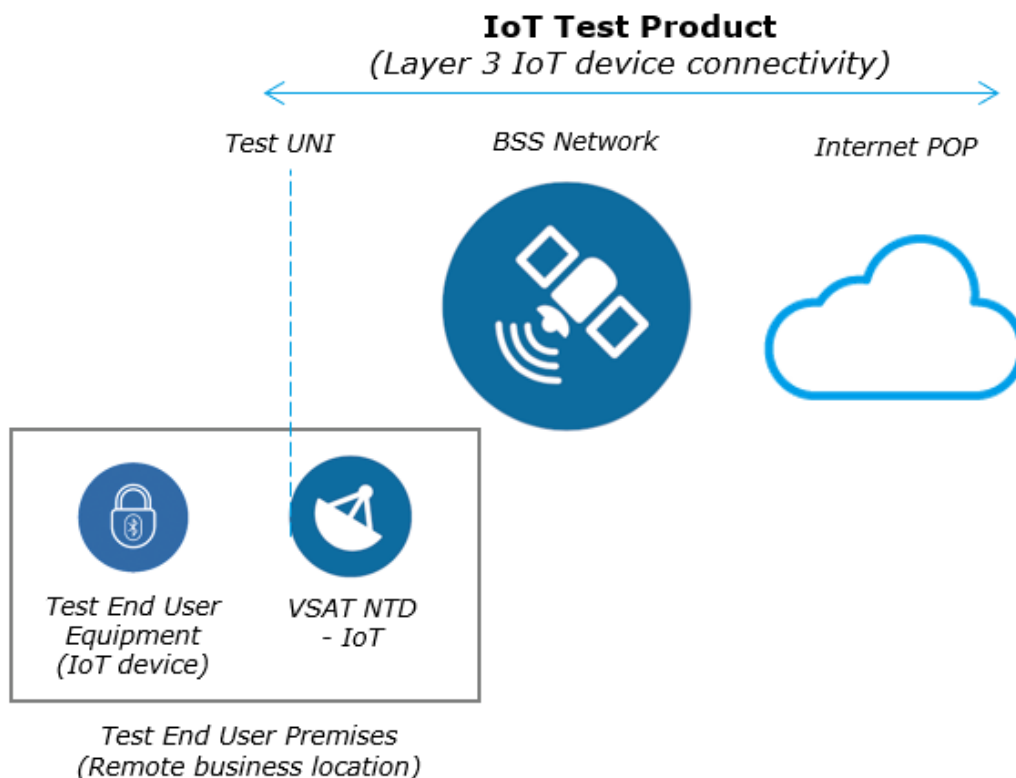 IoT Test Product
(Layer 3 IoT device connectivity)
Test UNI
BSS Network
Internet POP
Test End User
Equipment
(IoT device)
VSAT NTD
- IoT
Test End User Premises
(Remote business location)